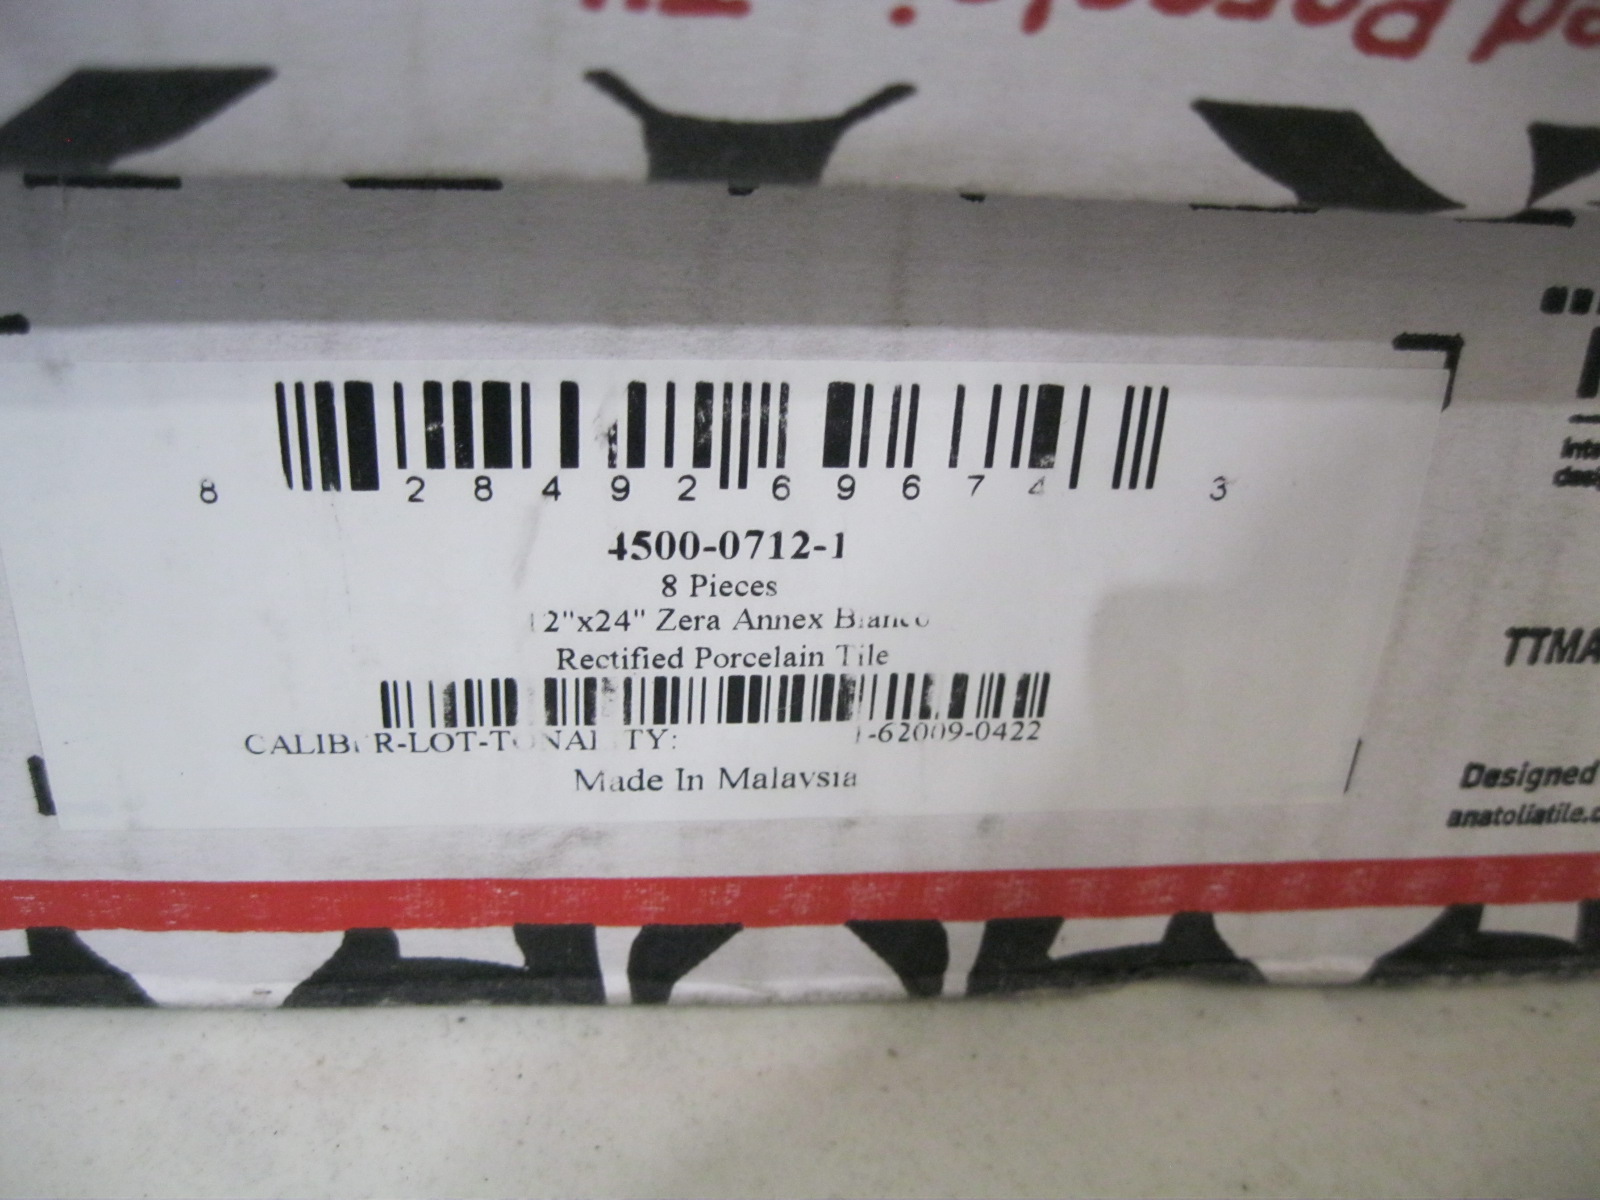 8 28492 69674 3
4500-0712-1
8 Pieces
12"x24" Zera Annex Bianco
Rectified Porcelain Tile
CALIBER-LOT-TONALITY: -62009-0422
Made In Malaysia
TTMA
Designed
anatoliatile.c